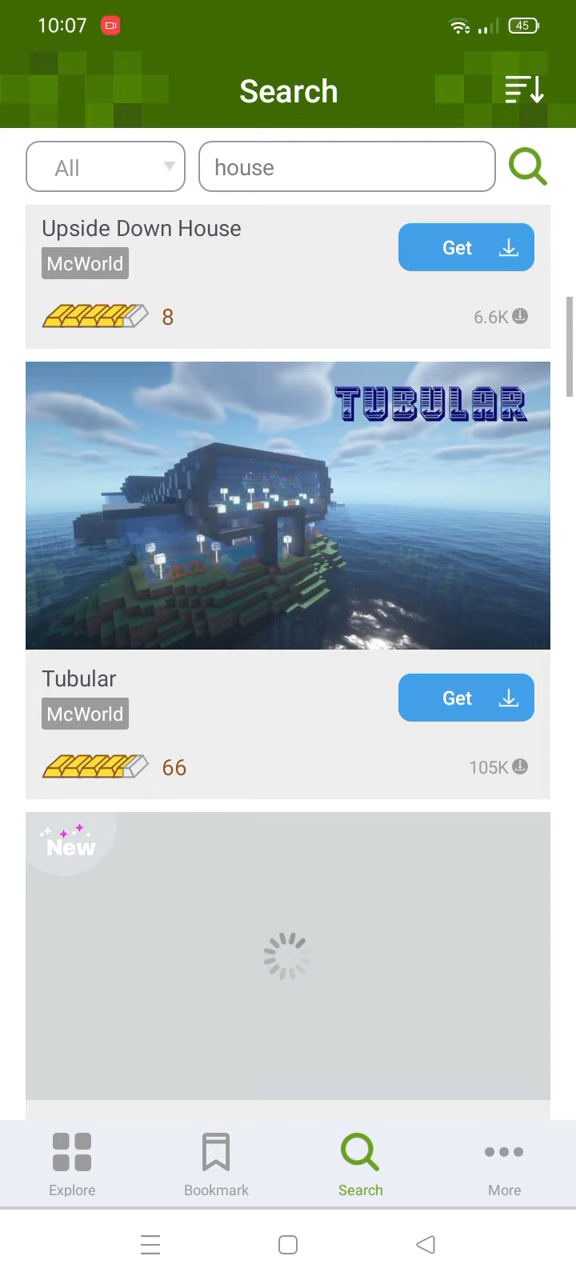 10:07
45
Search
All
house
Upside Down House
Get
McWorld
8
6.6K
TUBULAR
Tubular
Get
McWorld
66
105K
New
Explore
Bookmark
Search
More